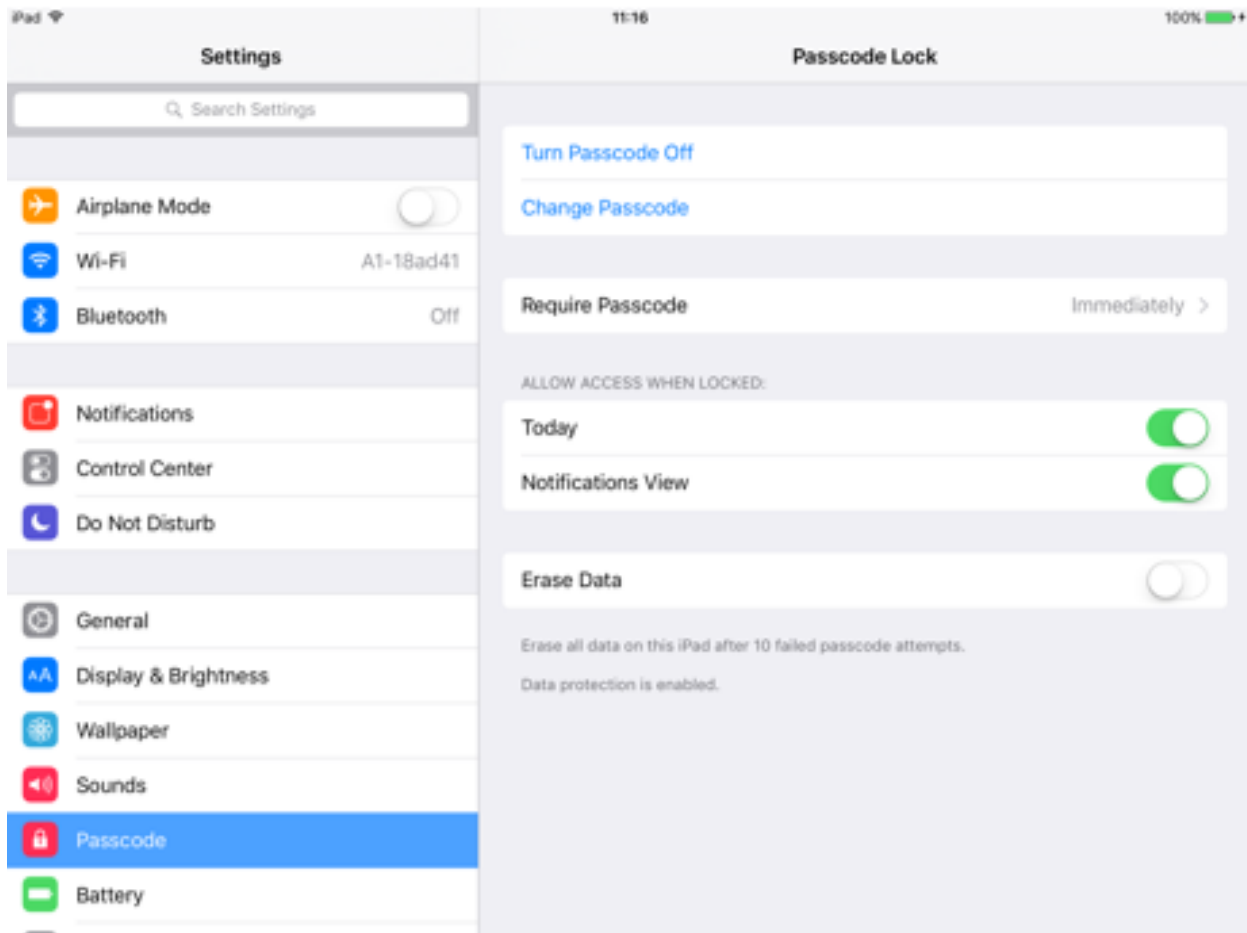 iPad
11:16
100%
Settings
Passcode Lock
Search Settings
Airplane Mode
Wi-Fi A1-18ad41
Bluetooth Off
Notifications
Control Center
Do Not Disturb
General
Display & Brightness
Wallpaper
Sounds
Passcode
Battery
Turn Passcode Off
Change Passcode
Require Passcode Immediately
ALLOW ACCESS WHEN LOCKED:
Today
Notifications View
Erase Data
Erase all data on this iPad after 10 failed passcode attempts.
Data protection is enabled.